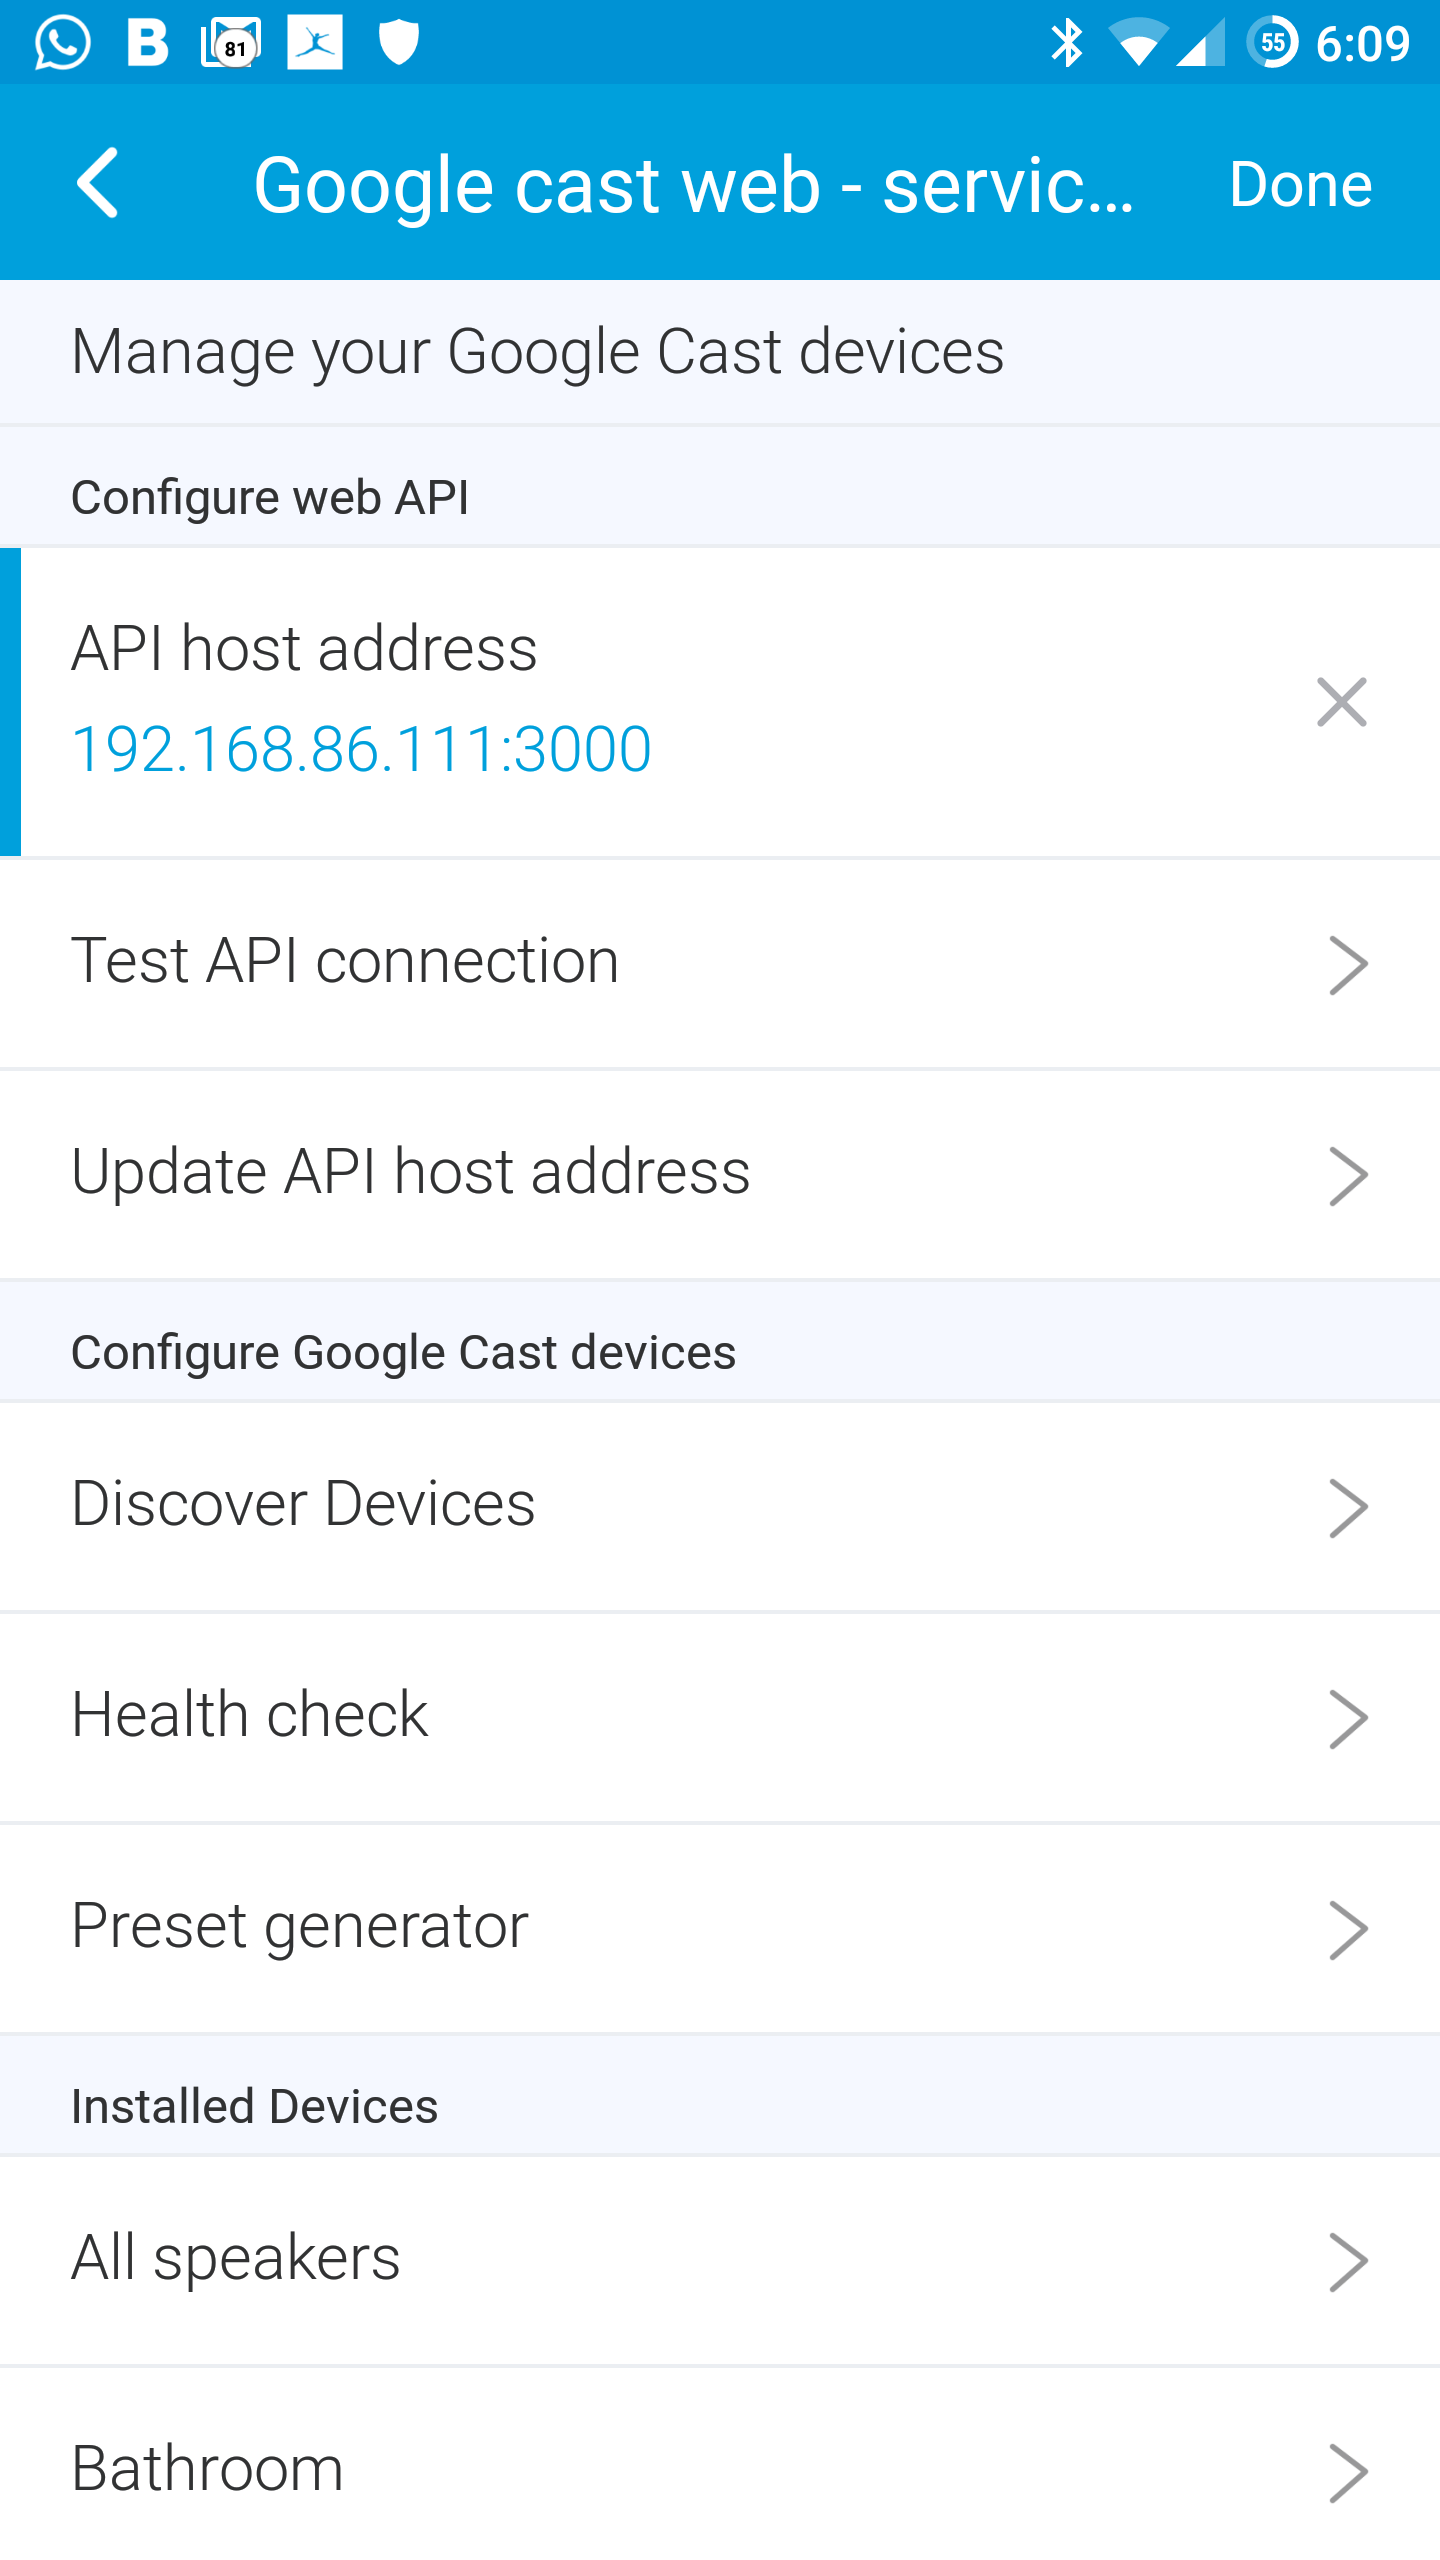 81
55
6:09
Google cast web - servic...
Done
Manage your Google Cast devices
Configure web API
API host address
192.168.86.111:3000
Test API connection
Update API host address
Configure Google Cast devices
Discover Devices
Health check
Preset generator
Installed Devices
All speakers
Bathroom